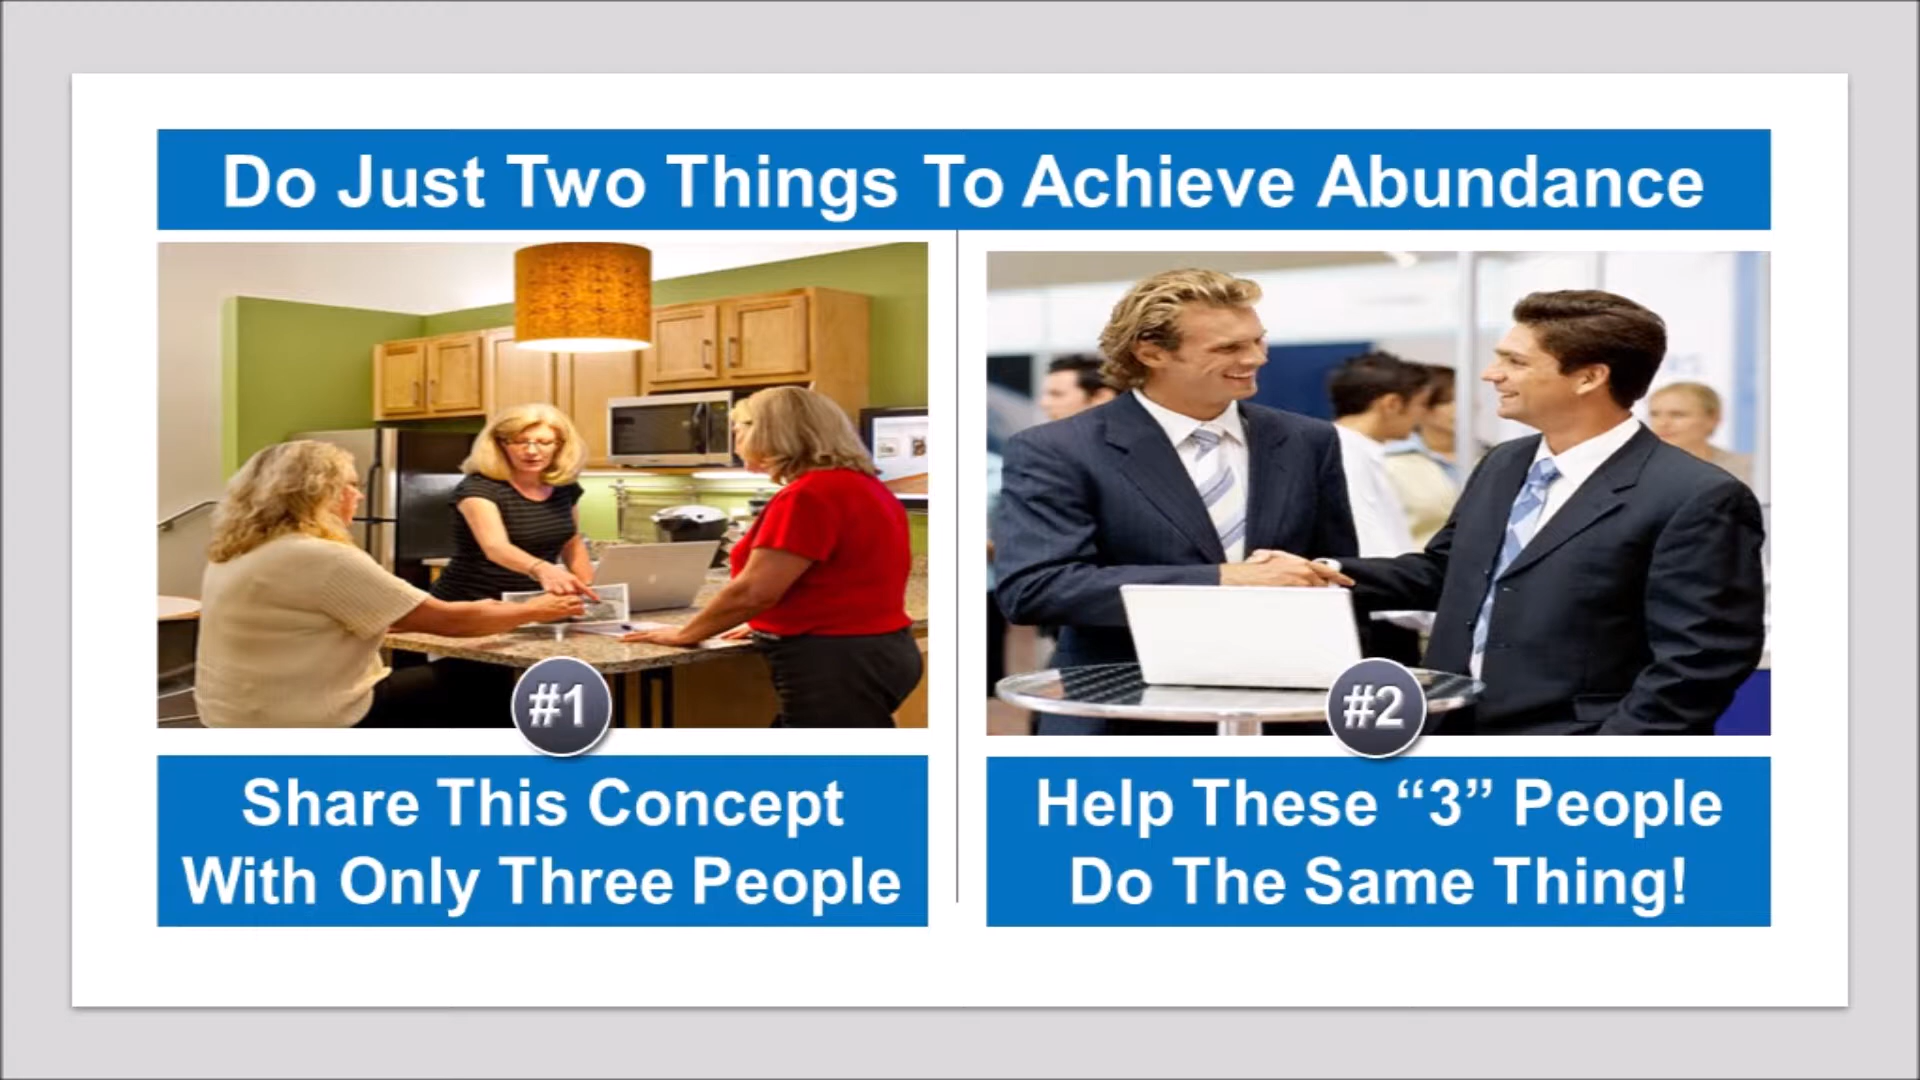 Do Just Two Things To Achieve Abundance
#1
Share This Concept
With Only Three People
#2
Help These “3” People
Do The Same Thing!